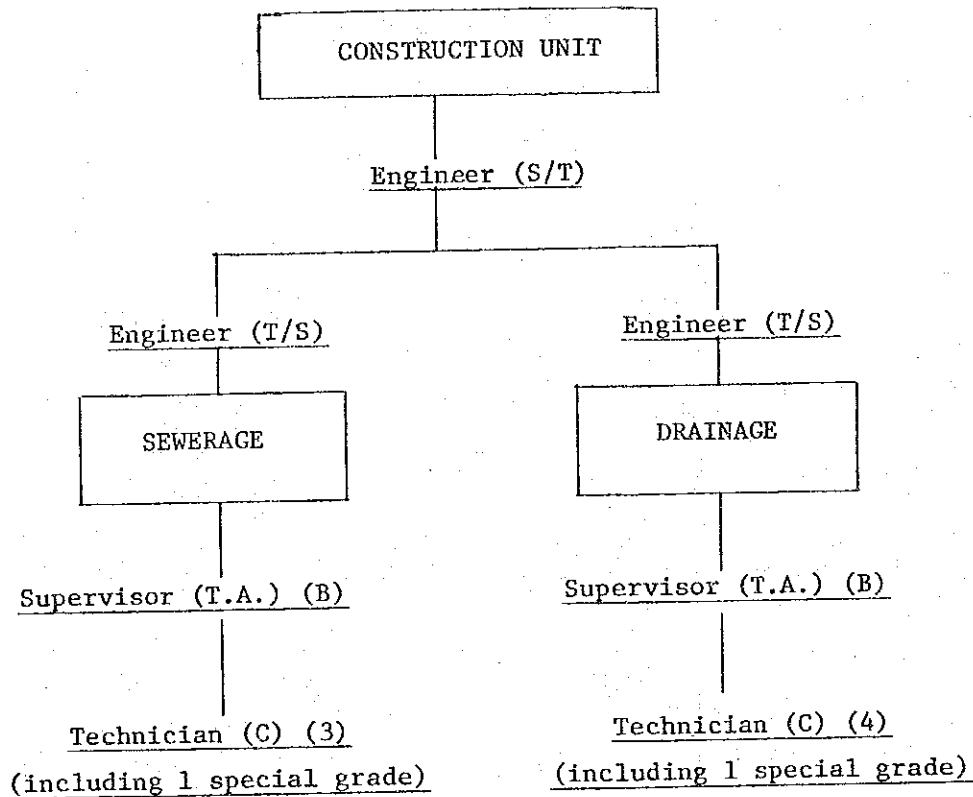 CONSTRUCTION UNIT
Engineer (S/T)
Engineer (T/S)
Engineer (T/S)
SEWERAGE
DRAINAGE
Supervisor (T.A.) (B)
Supervisor (T.A.) (B)
Technician (C) (3)
(including 1 special grade)
Technician (C) (4)
(including 1 special grade)